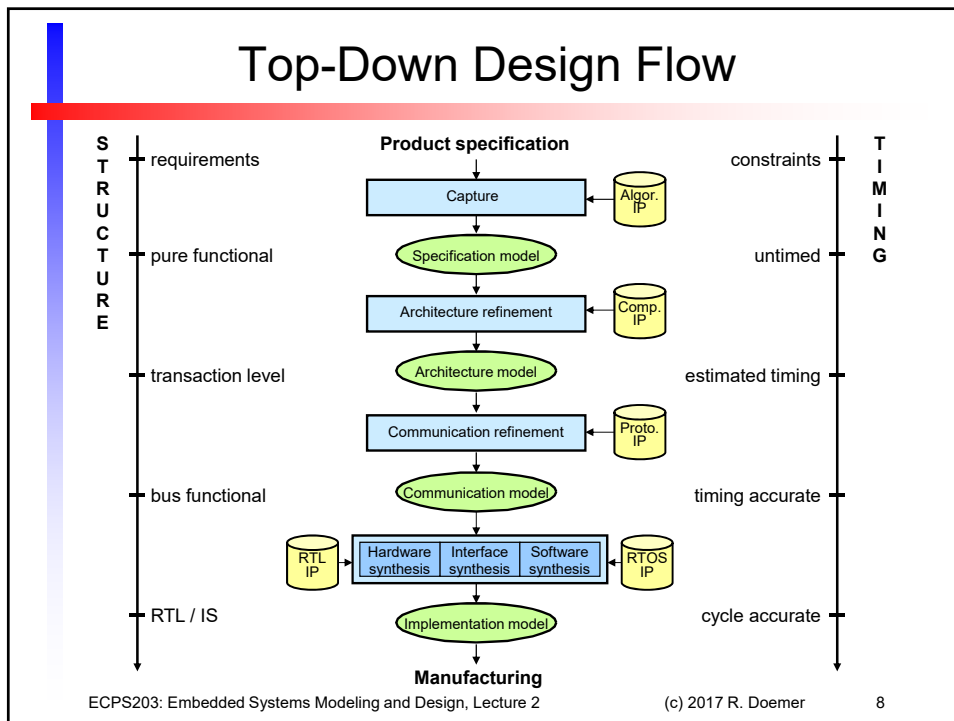 Top-Down Design Flow
STRUCTURE
TIMING
Product specification
requirements
constraints
Capture
Algor.
IP
pure functional
Specification model
untimed
Architecture refinement
Comp.
IP
transaction level
Architecture model
estimated timing
Communication refinement
Proto.
IP
bus functional
Communication model
timing accurate
RTL
IP
Hardware
synthesis
Interface
synthesis
Software
synthesis
RTOS
IP
RTL / IS
Implementation model
cycle accurate
Manufacturing
ECPS203: Embedded Systems Modeling and Design, Lecture 2
(c) 2017 R. Doemer
8